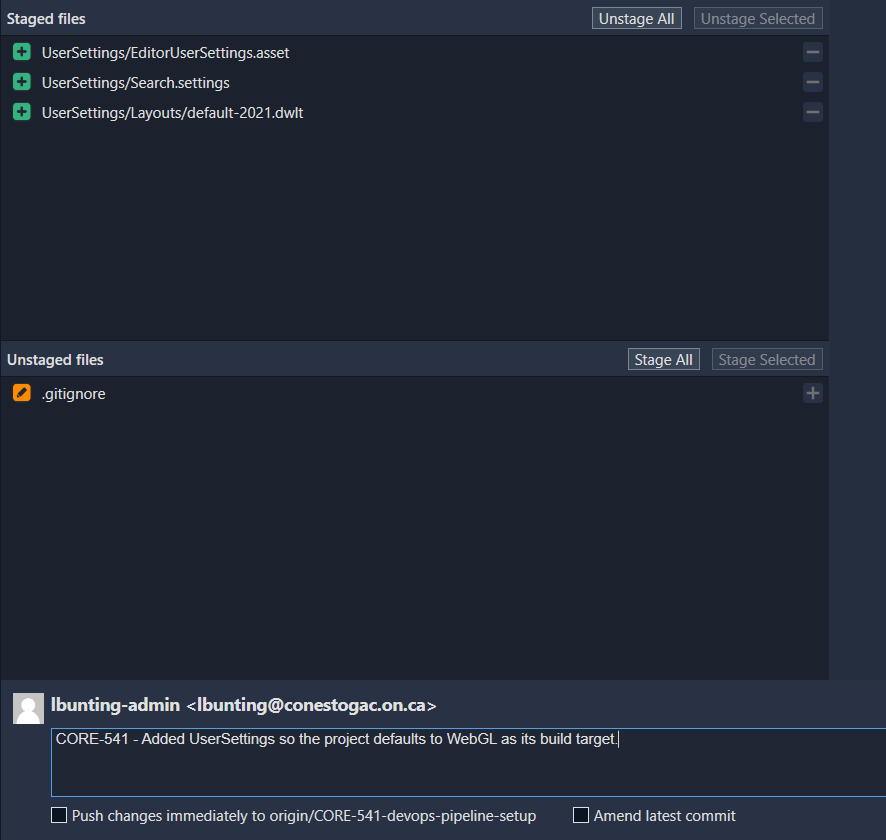 Staged files
Unstage All
Unstage Selected
UserSettings/EditorUserSettings.asset
UserSettings/Search.settings
UserSettings/Layouts/default-2021.dwlt
Unstaged files
Stage All
Stage Selected
.gitignore
lbunting-admin <lbunting@conestogac.on.ca>
CORE-541 - Added UserSettings so the project defaults to WebGL as its build target.
Push changes immediately to origin/CORE-541-devops-pipeline-setup
Amend latest commit